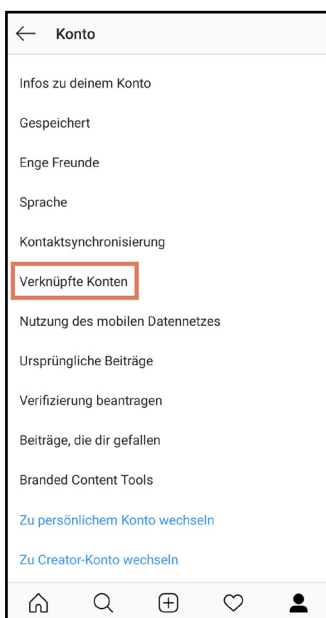 Konto
Infos zu deinem Konto
Gespeichert
Enge Freunde
Sprache
Kontaktsynchronisierung
Verknüpfte Konten
Nutzung des mobilen Datennetzes
Ursprüngliche Beiträge
Verifizierung beantragen
Beiträge, die dir gefallen
Branded Content Tools
Zu persönlichem Konto wechseln
Zu Creator-Konto wechseln